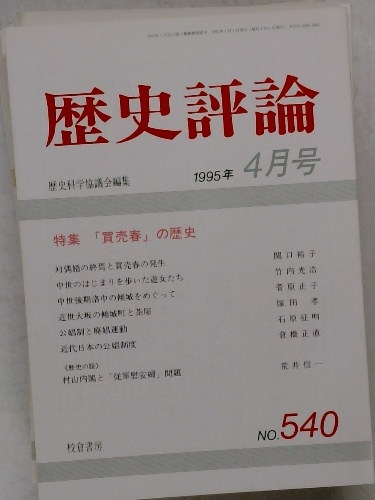 歴史評論
歴史科学協議会編集
1995年 4月号
特集 「買売春」の歴史
対偶婚の終焉と買売春の発生 関口裕子
中世のはじまりを歩いた遊女たち 竹内光浩
中世後期洛中の傾城をめぐって 菅原正子
近世大坂の傾城町と茶屋 塚田 孝
公娼制と廃娼運動 石原征明
近代日本の公娼制度 倉橋正直
《歴史の眼》
村山内閣と「従軍慰安婦」問題 荒井信一
校倉書房
NO.540